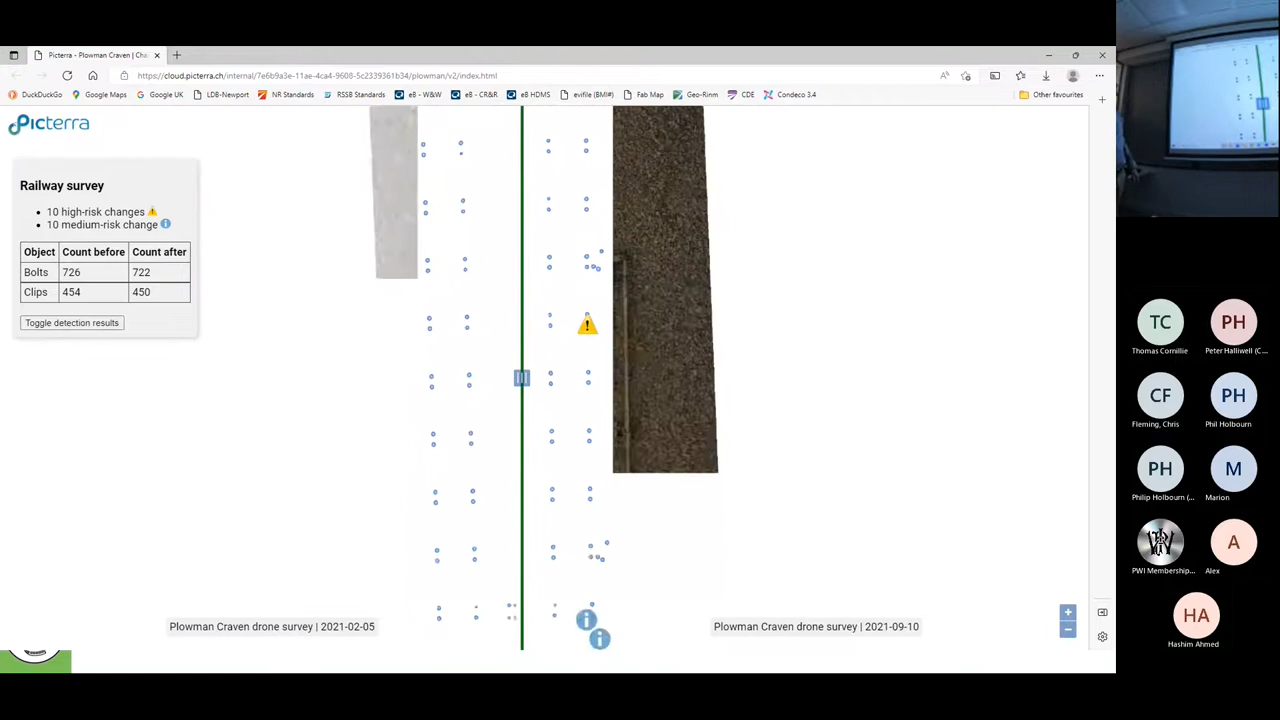 Picterra - Plowman Craven | Cha
https://cloud.picterra.ch/internal/7e6b9a3e-11ae-4ca4-9608-5c2339361b34/plowman/v2/index.html
DuckDuckGo
Google Maps
Google UK
LDB-Newport
NR Standards
RSSB Standards
eB - W&W
eB - CR&R
eB HDMS
evifile (BMI#)
Fab Map
Geo-Rinm
CDE
Condeco 3.4
Other favourites
Picterra
Railway survey
10 high-risk changes
10 medium-risk change
Object Count before Count after
Bolts 726 722
Clips 454 450
Toggle detection results
Plowman Craven drone survey | 2021-02-05
Plowman Craven drone survey | 2021-09-10
TC
Thomas Cornillie
PH
Peter Halliwell (C...
CF
Fleming, Chris
PH
Phil Holbourn
PH
Philip Holbourn (...
M
Marion
PWI Membership...
A
Alex
HA
Hashim Ahmed